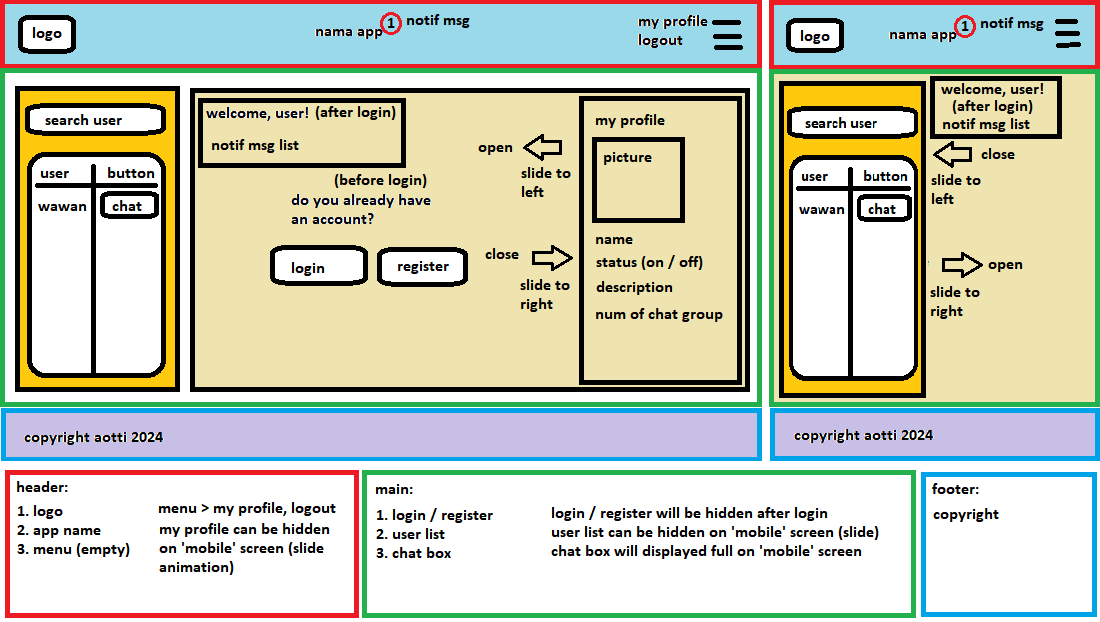 logo
nama app
1
notif msg
my profile
logout
search user
user
button
wawan
chat
welcome, user! (after login)
notif msg list
(before login)
do you already have
an account?
login
register
open
slide to
left
close
slide to
right
my profile
picture
name
status (on / off)
description
num of chat group
copyright aotti 2024
logo
nama app
1
notif msg
search user
user
button
wawan
chat
welcome, user!
(after login)
notif msg list
close
slide to
left
open
slide to
right
copyright aotti 2024
header:
1. logo
2. app name
3. menu (empty)
menu > my profile, logout
my profile can be hidden
on 'mobile' screen (slide
animation)
main:
1. login / register
2. user list
3. chat box
login / register will be hidden after login
user list can be hidden on 'mobile' screen (slide)
chat box will displayed full on 'mobile' screen
footer:
copyright